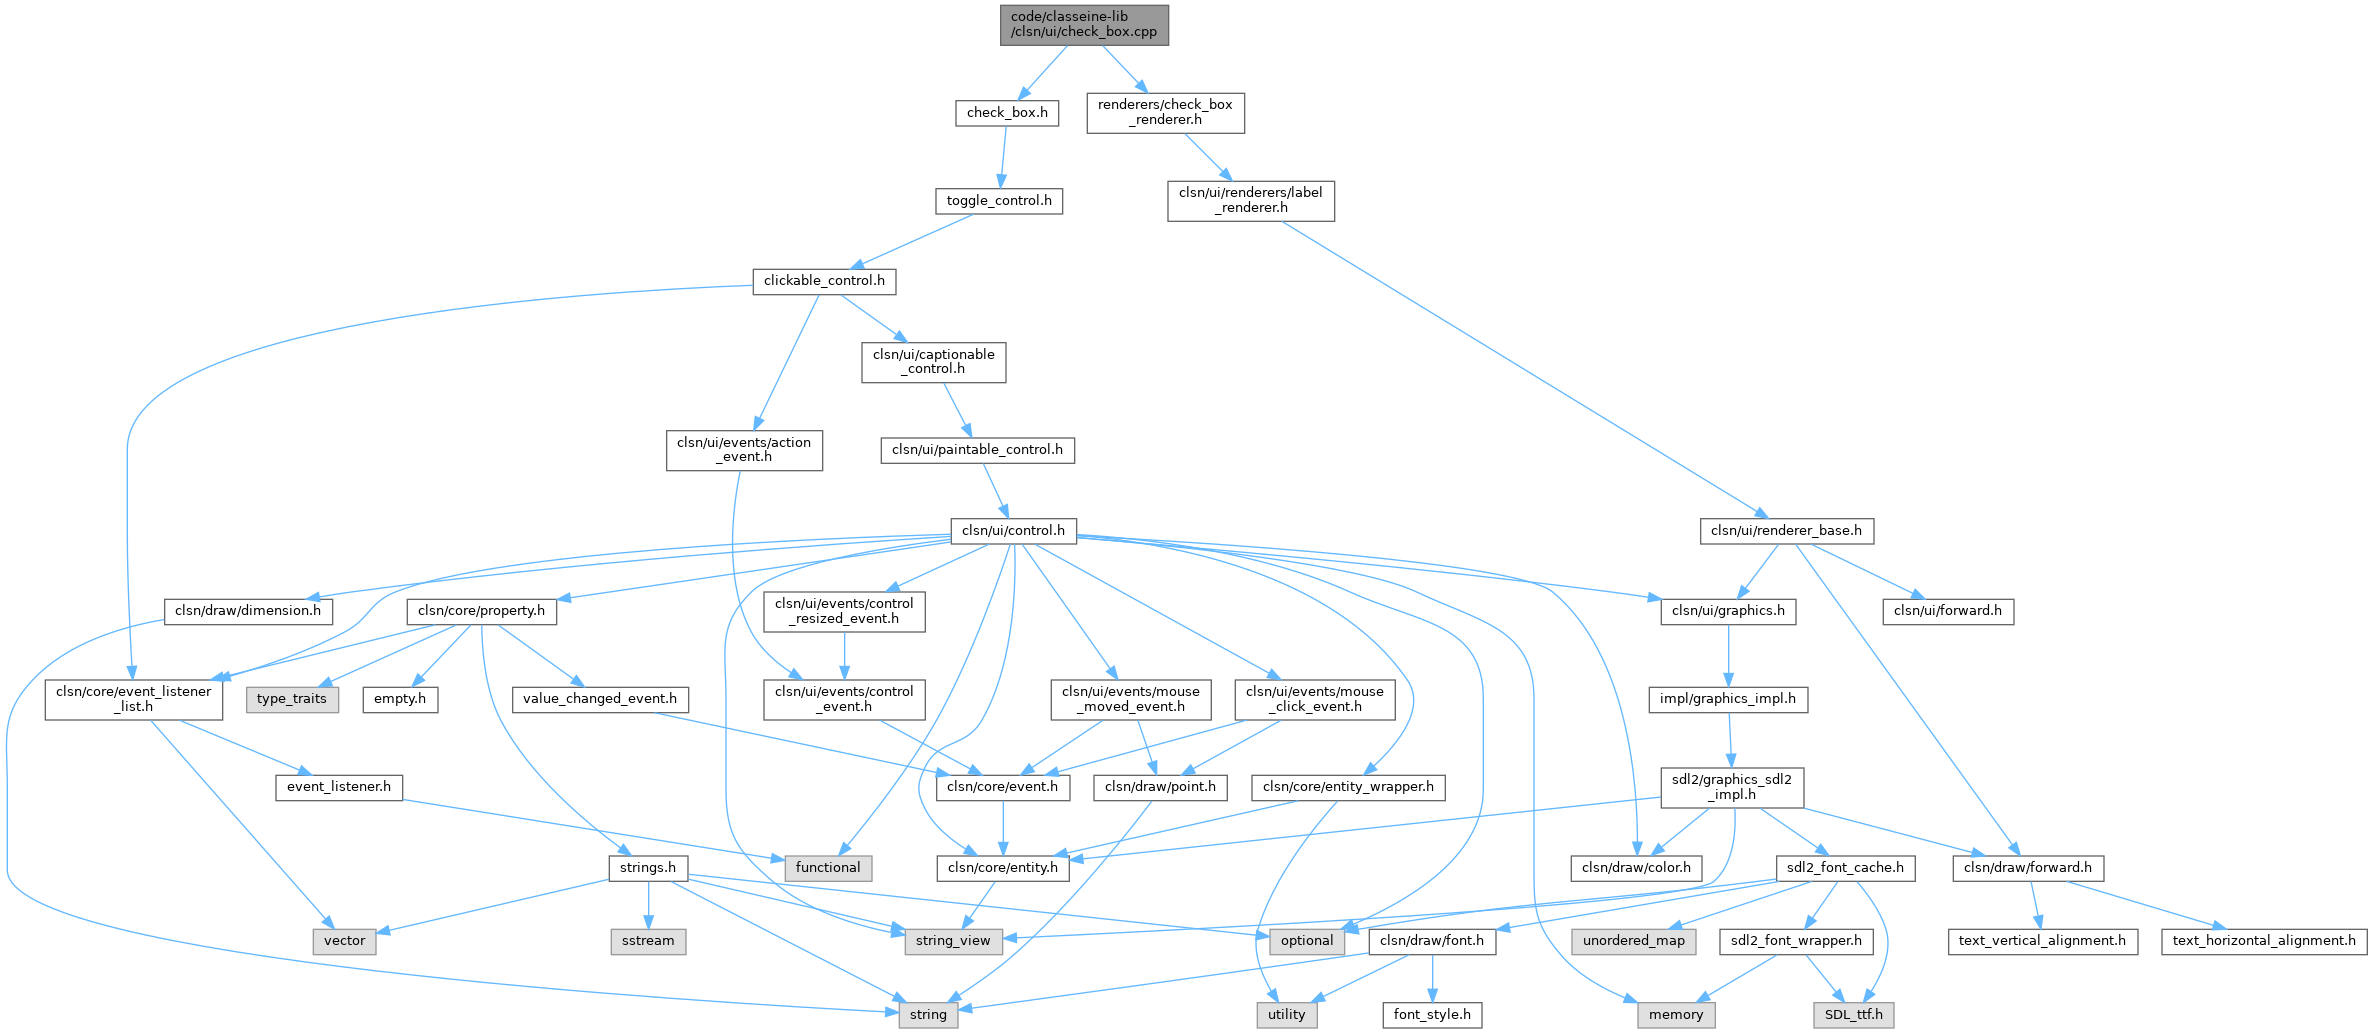 code/classeine-lib
/clsn/ui/check_box.cpp
check_box.h
renderers/check_box
_renderer.h
toggle_control.h
clsn/ui/renderers/label
_renderer.h
clickable_control.h
clsn/ui/captionable
_control.h
clsn/ui/events/action
_event.h
clsn/ui/paintable_control.h
clsn/ui/control.h
clsn/ui/renderer_base.h
clsn/draw/dimension.h
clsn/core/property.h
clsn/ui/events/control
_resized_event.h
clsn/ui/graphics.h
clsn/ui/forward.h
clsn/core/event_listener
_list.h
type_traits
empty.h
value_changed_event.h
clsn/ui/events/control
_event.h
clsn/ui/events/mouse
_moved_event.h
clsn/ui/events/mouse
_click_event.h
impl/graphics_impl.h
event_listener.h
clsn/core/event.h
clsn/draw/point.h
clsn/core/entity_wrapper.h
sdl2/graphics_sdl2
_impl.h
strings.h
functional
clsn/core/entity.h
clsn/draw/color.h
sdl2_font_cache.h
clsn/draw/forward.h
vector
sstream
string_view
optional
clsn/draw/font.h
unordered_map
sdl2_font_wrapper.h
text_vertical_alignment.h
text_horizontal_alignment.h
string
utility
font_style.h
memory
SDL_ttf.h